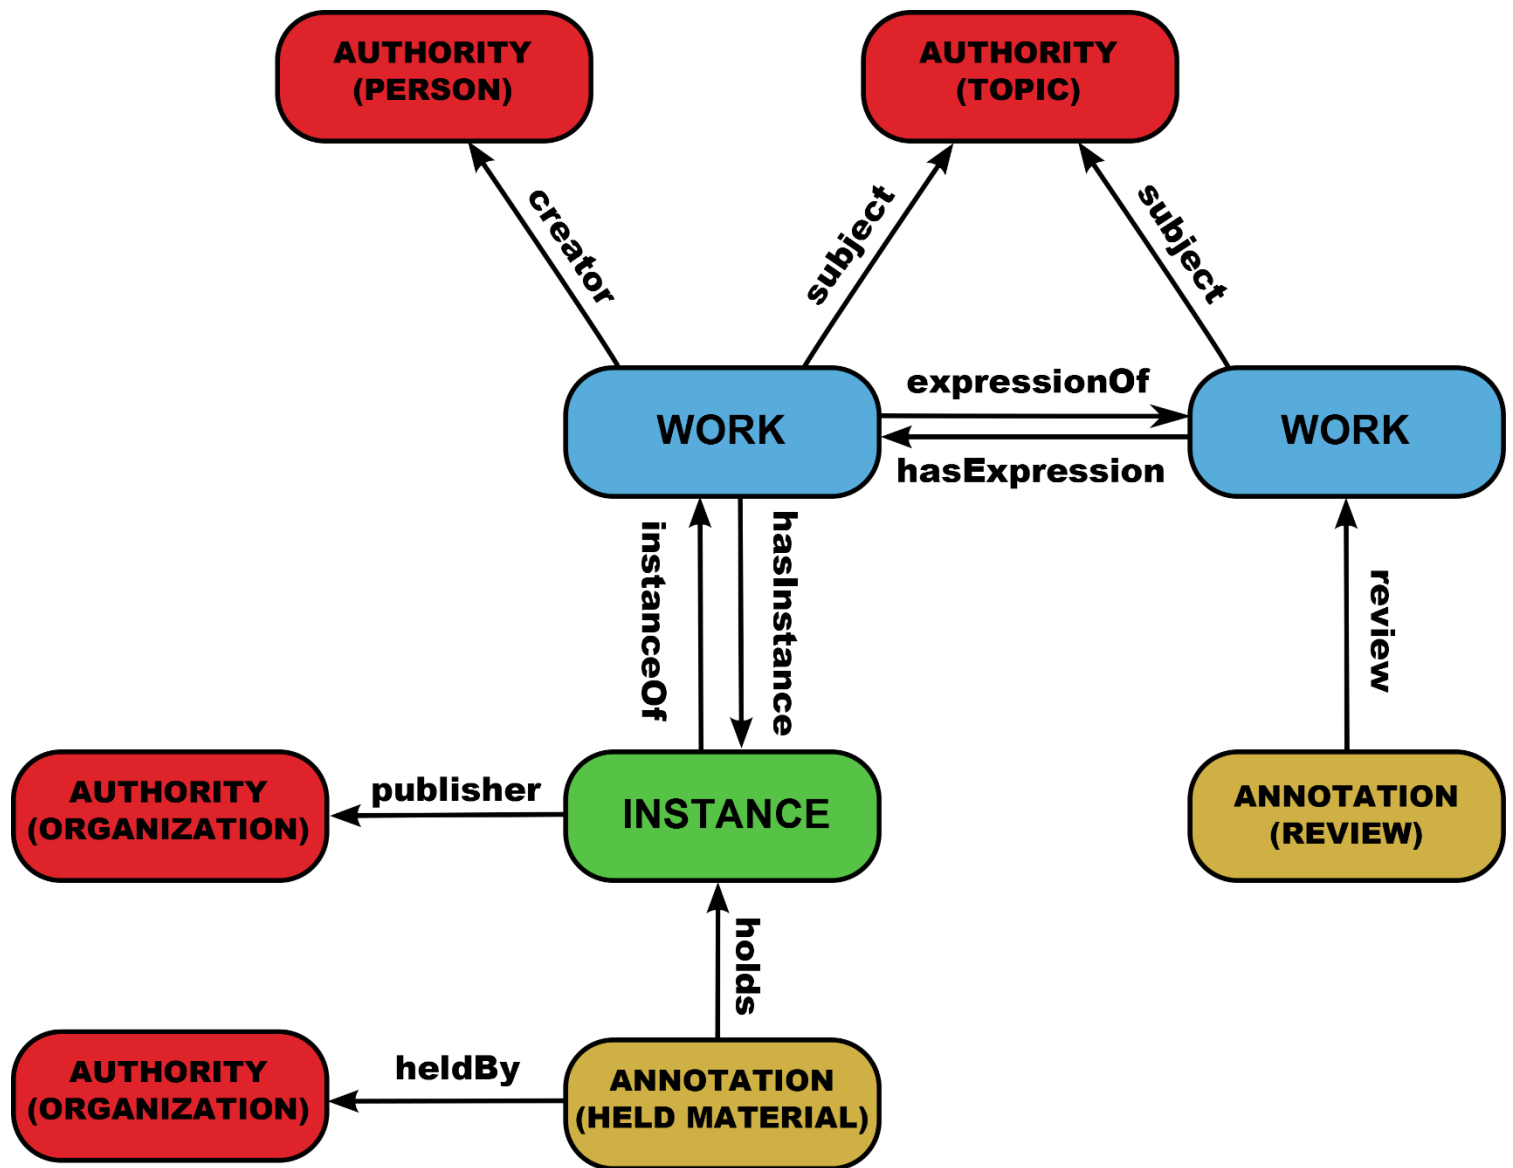 AUTHORITY
(PERSON)
AUTHORITY
(TOPIC)
creator
subject
subject
WORK
expressionOf
hasExpression
WORK
instanceOf
hasInstance
review
AUTHORITY
(ORGANIZATION)
publisher
INSTANCE
ANNOTATION
(REVIEW)
holds
AUTHORITY
(ORGANIZATION)
heldBy
ANNOTATION
(HELD MATERIAL)